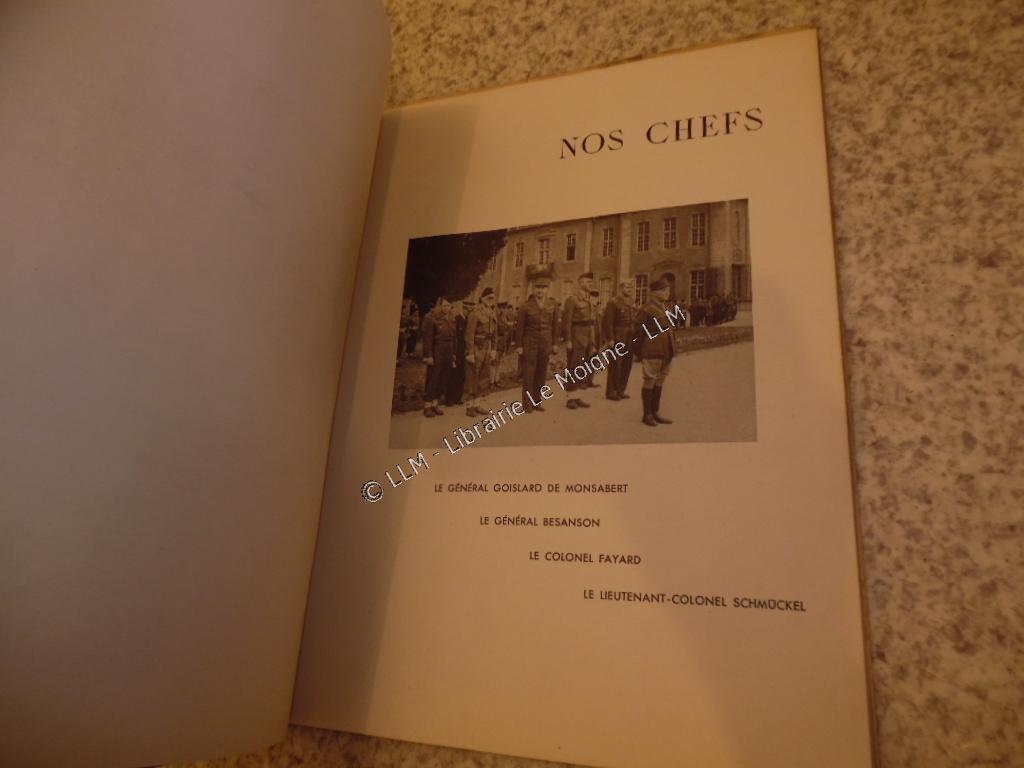 NOS CHEFS
© LLM - Librairie Le Moigne - LLM
LE GÉNÉRAL GOISLARD DE MONSABERT
LE GÉNÉRAL BESANSON
LE COLONEL FAYARD
LE LIEUTENANT-COLONEL SCHMÜCKEL